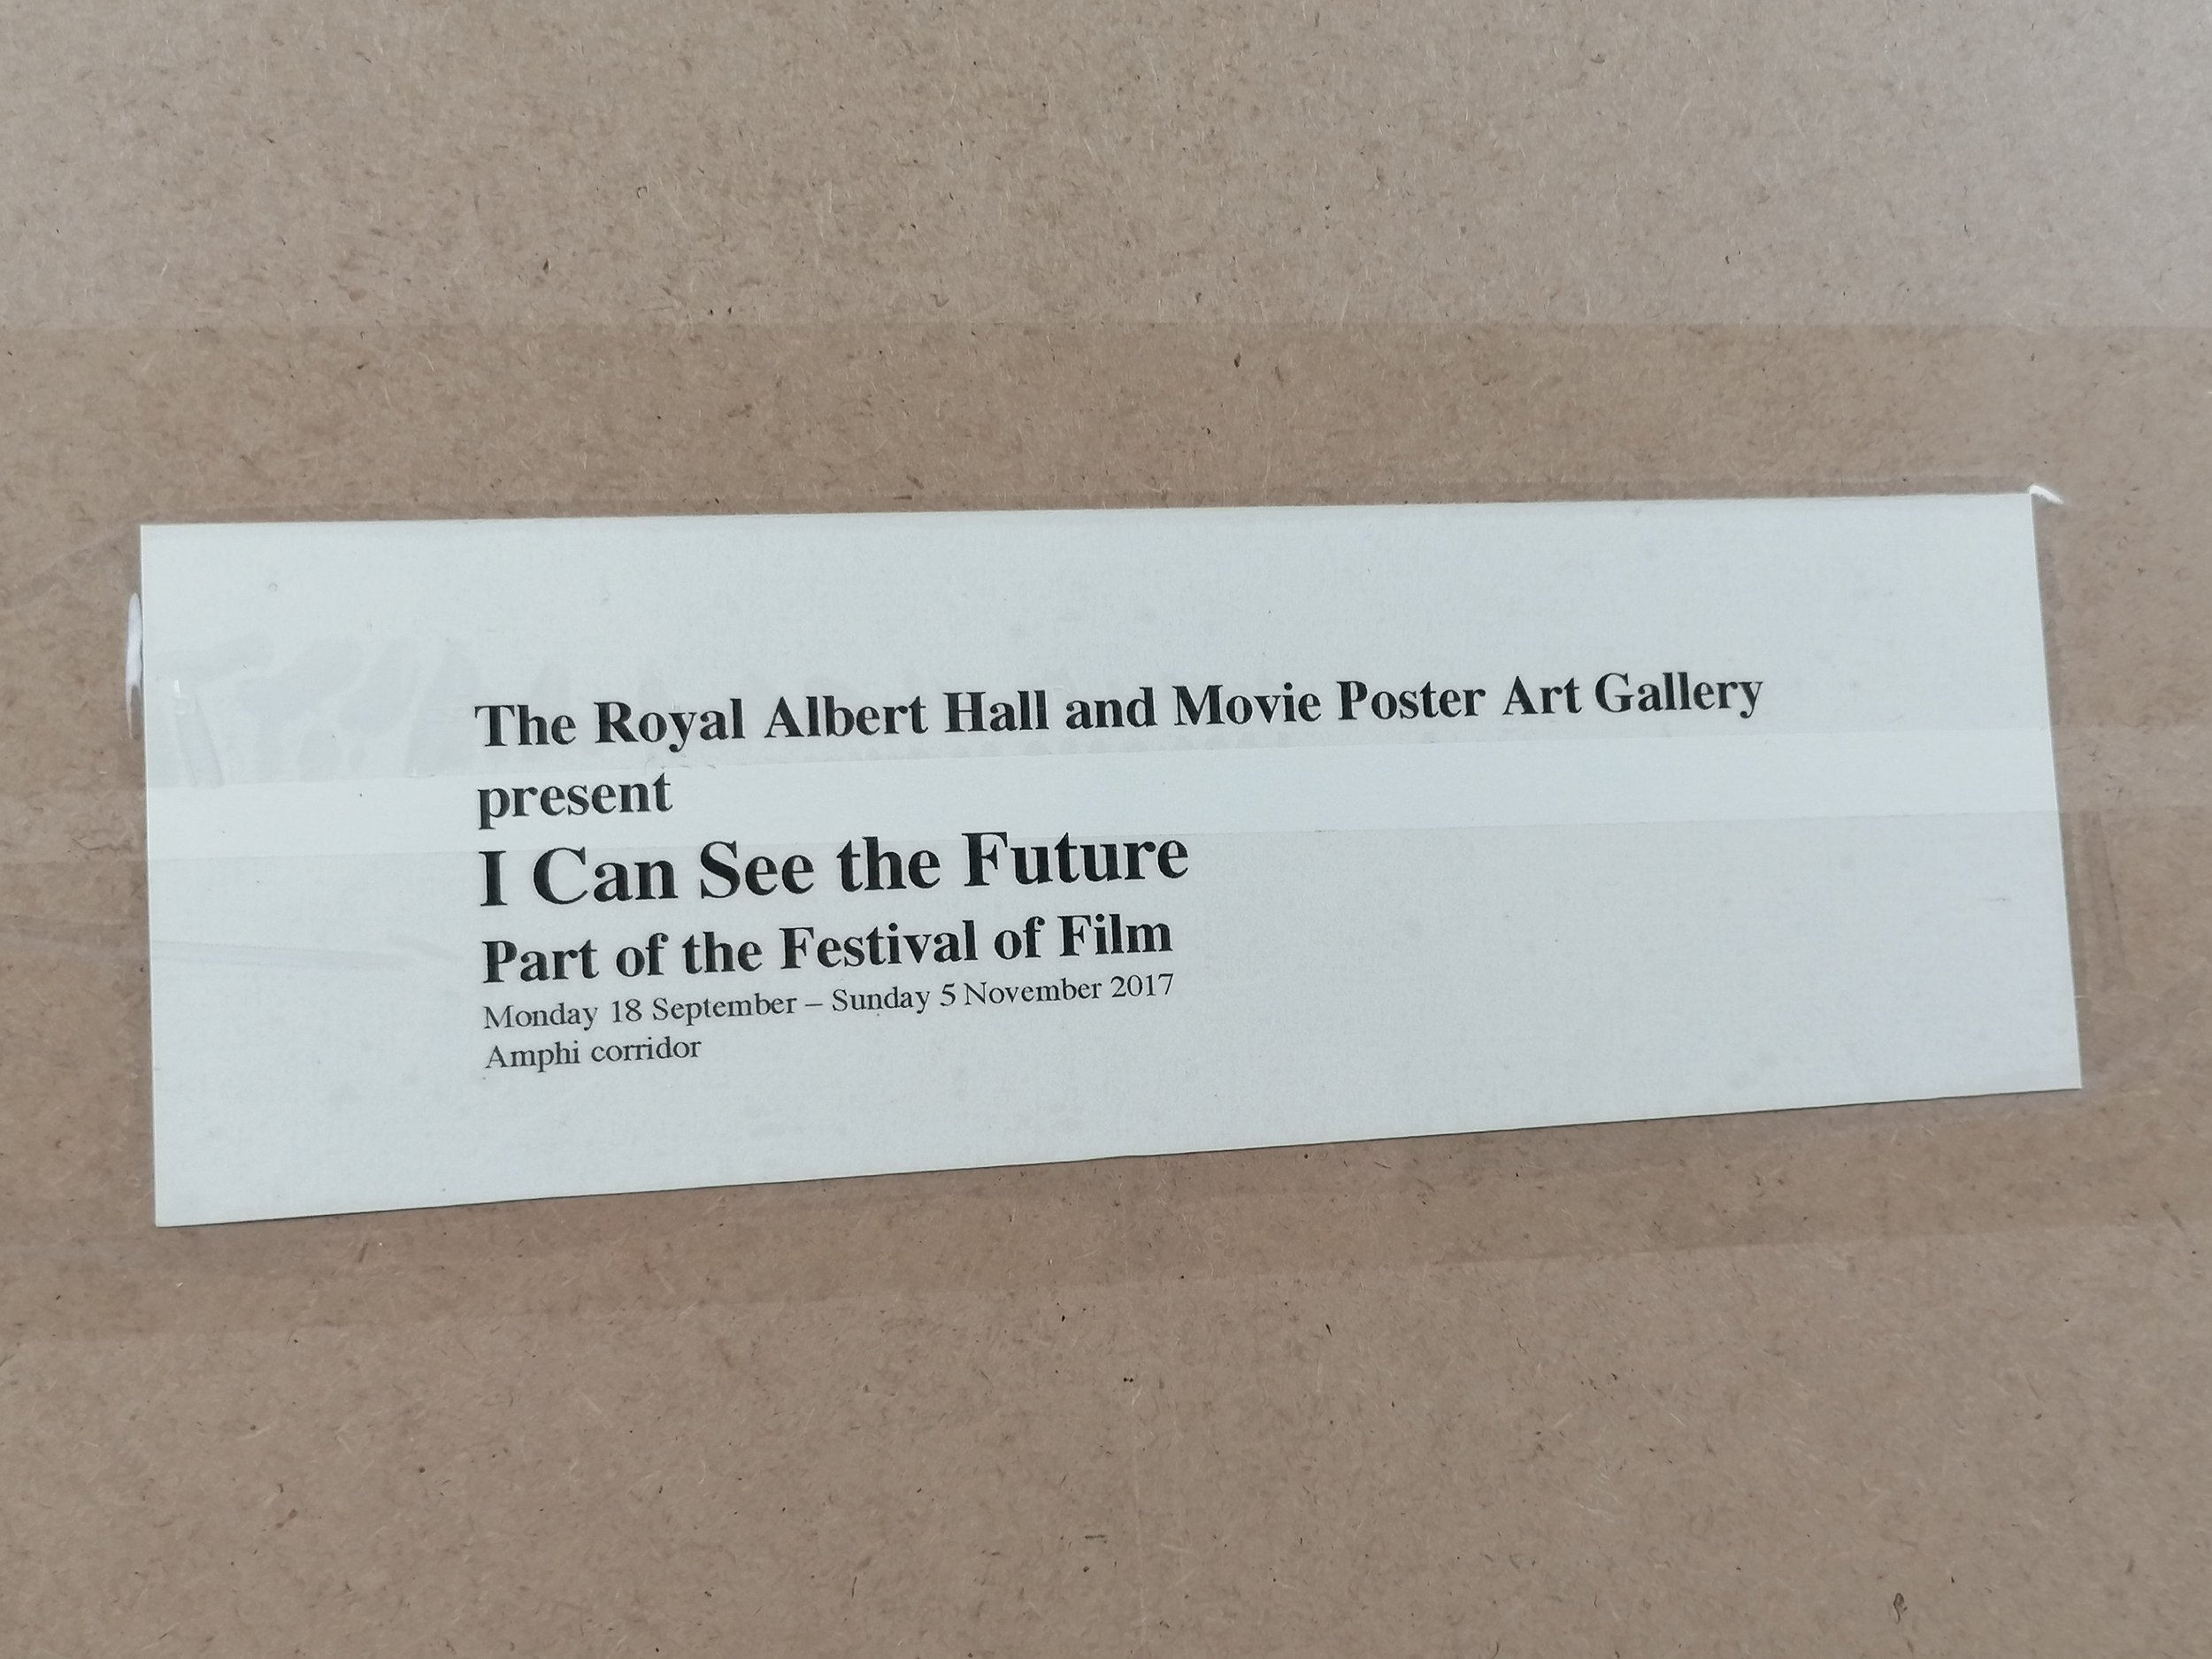 The Royal Albert Hall and Movie Poster Art Gallery
present
I Can See the Future
Part of the Festival of Film
Monday 18 September – Sunday 5 November 2017
Amphi corridor